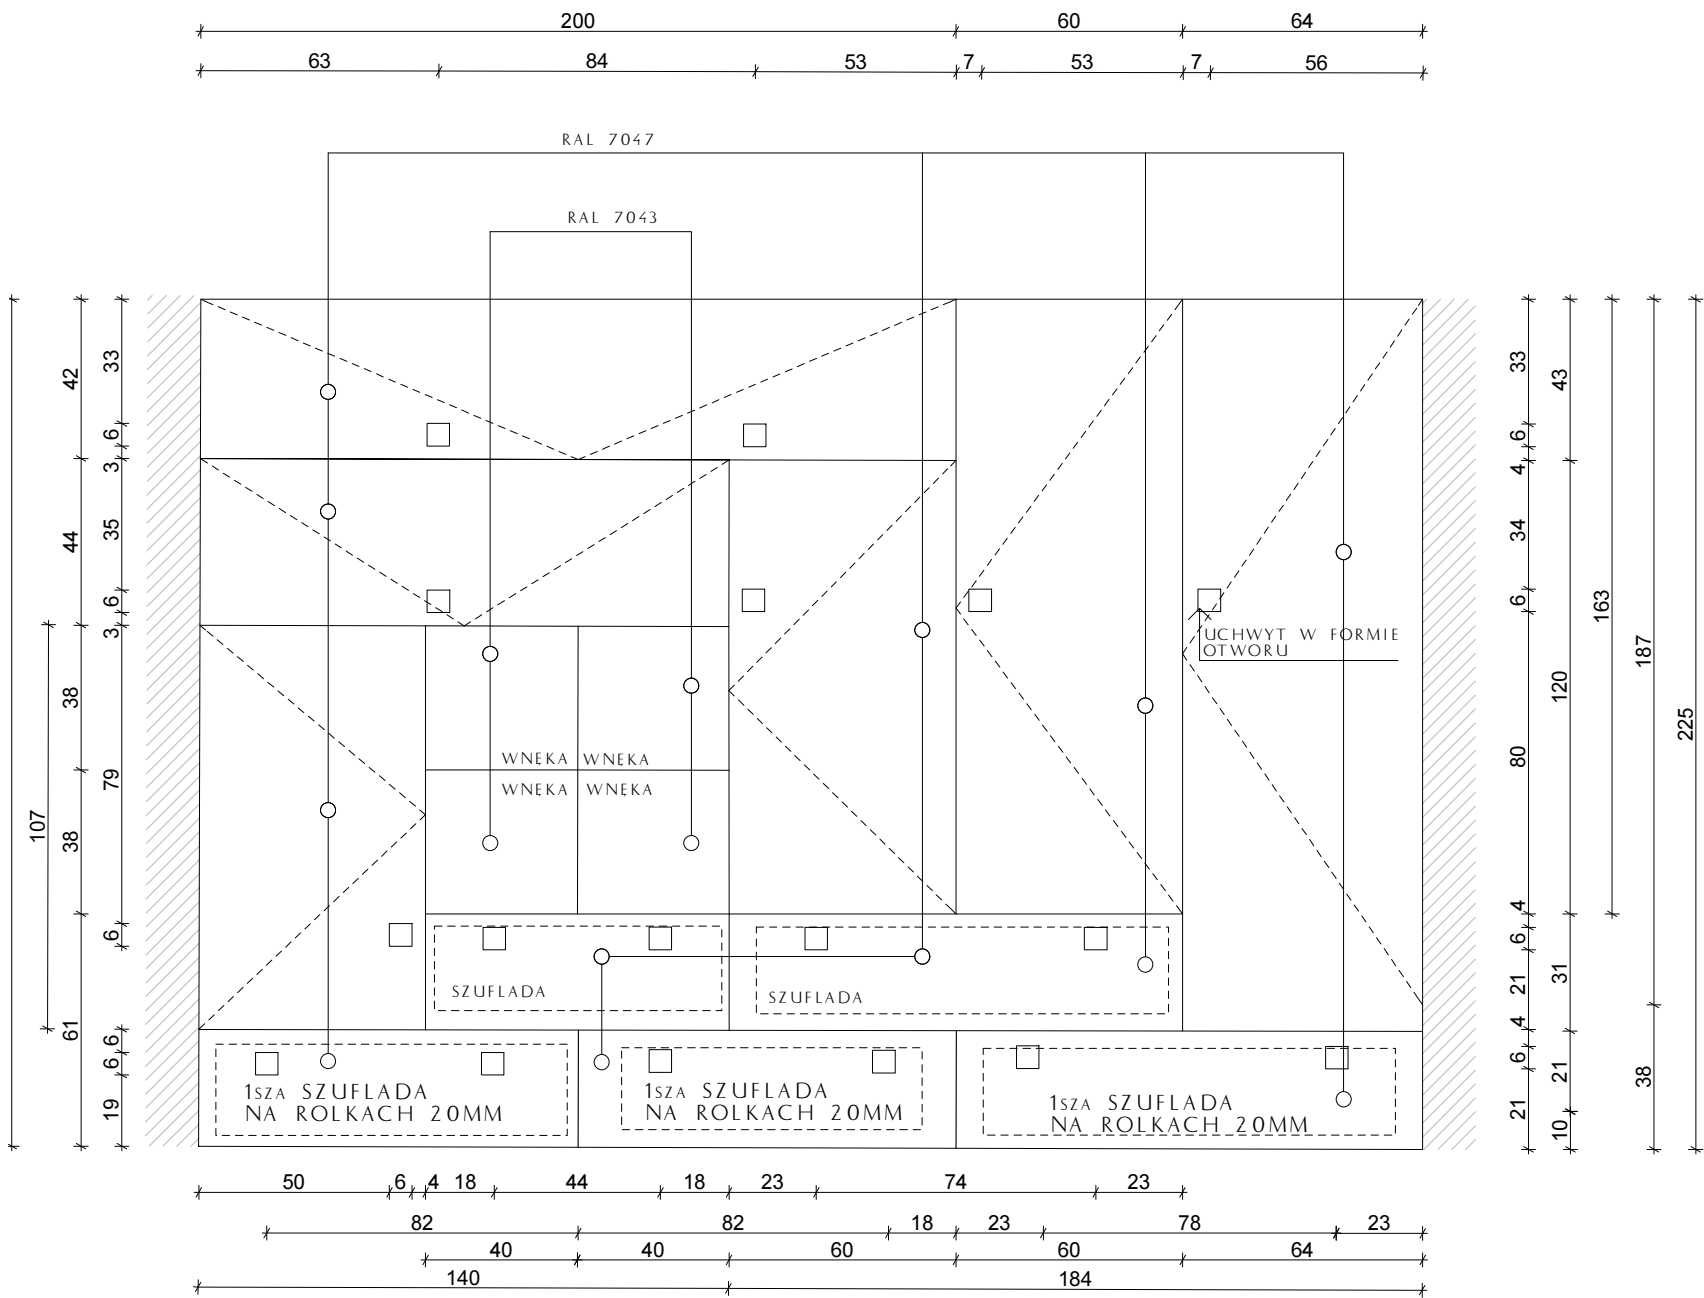 200 60 64
63 84 53 7 53 7 56
RAL 7047
RAL 7043
42 33 33 43
6 6
3 4
44 35 34
6 6
3
UCHWYT W FORMIE
OTWORU
163
187
38 120
225
WNĘKA WNĘKA
79 80
WNĘKA WNĘKA
107 38
4
6 6
21 31
SZUFLADA SZUFLADA
61 6 4
6 6
21
38
1SZA SZUFLADA
NA ROLKACH 20MM
1SZA SZUFLADA
NA ROLKACH 20MM
1SZA SZUFLADA
NA ROLKACH 20MM
19 21 10
50 6 4 18 44 18 23 74 23
82 82 18 23 78 23
40 40 60 60 64
140 184